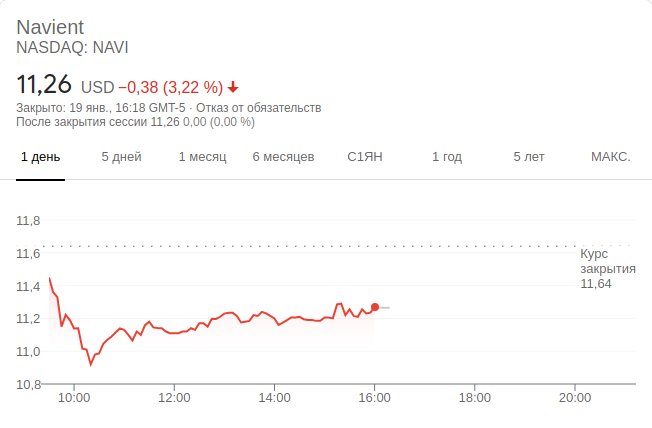 Navient
NASDAQ: NAVI
11,26 USD −0,38 (3,22 %)
Закрыто: 19 янв., 16:18 GMT-5 · Отказ от обязательств
После закрытия сессии 11,26 0,00 (0,00 %)
1 день 5 дней 1 месяц 6 месяцев С1ЯН 1 год 5 лет МАКС.
11,8
11,6
Курс
закрытия
11,64
11,4
11,2
11,0
10,8
10:00 12:00 14:00 16:00 18:00 20:00